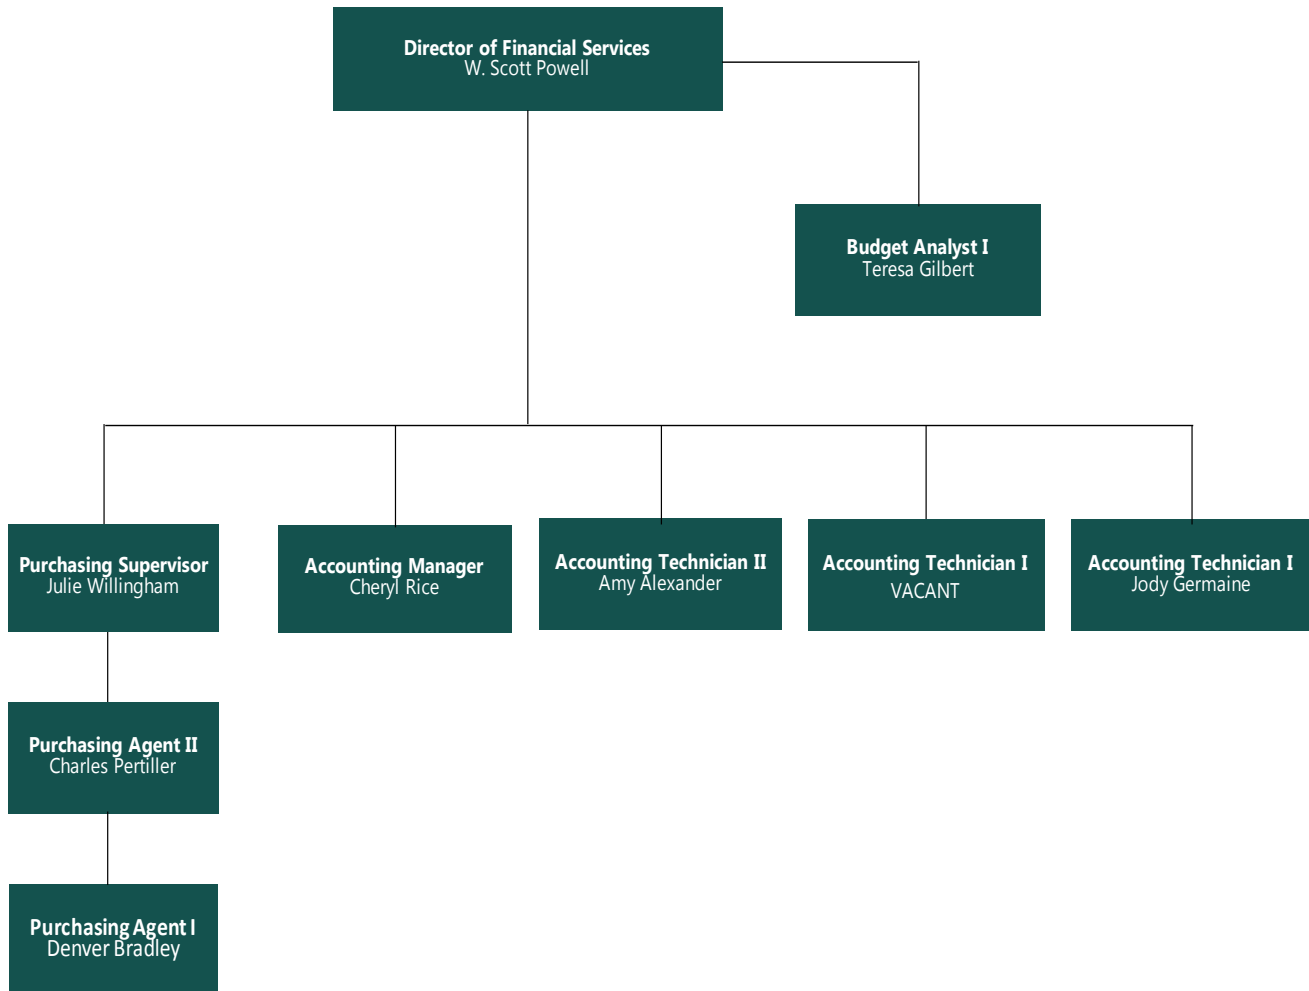 Director of Financial Services
W. Scott Powell
Budget Analyst I
Teresa Gilbert
Purchasing Supervisor
Julie Willingham
Accounting Manager
Cheryl Rice
Accounting Technician II
Amy Alexander
Accounting Technician I
VACANT
Accounting Technician I
Jody Germaine
Purchasing Agent II
Charles Pertiller
Purchasing Agent I
Denver Bradley